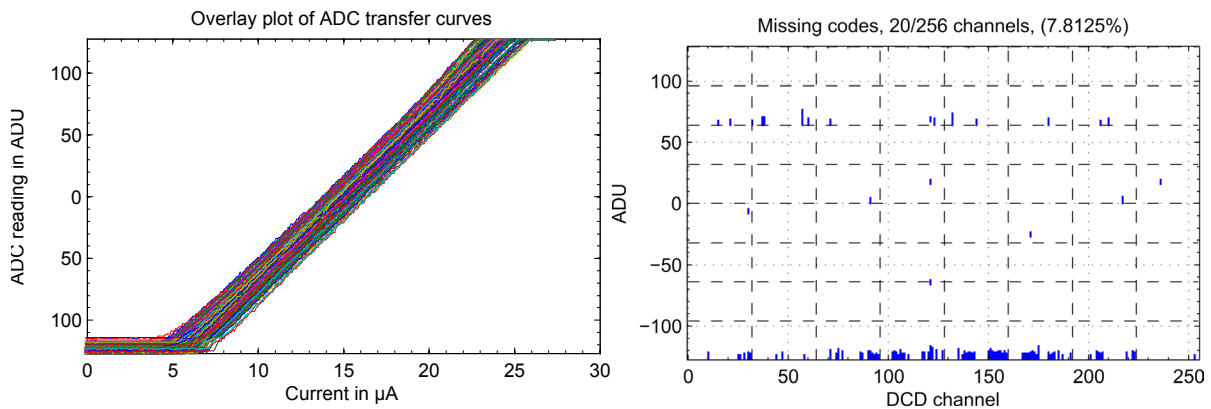 Overlay plot of ADC transfer curves
ADC reading in ADU
100
50
0
50
100
0 5 10 15 20 25 30
Current in µA
Missing codes, 20/256 channels, (7.8125%)
ADU
100
50
0
−50
−100
0 50 100 150 200 250
DCD channel